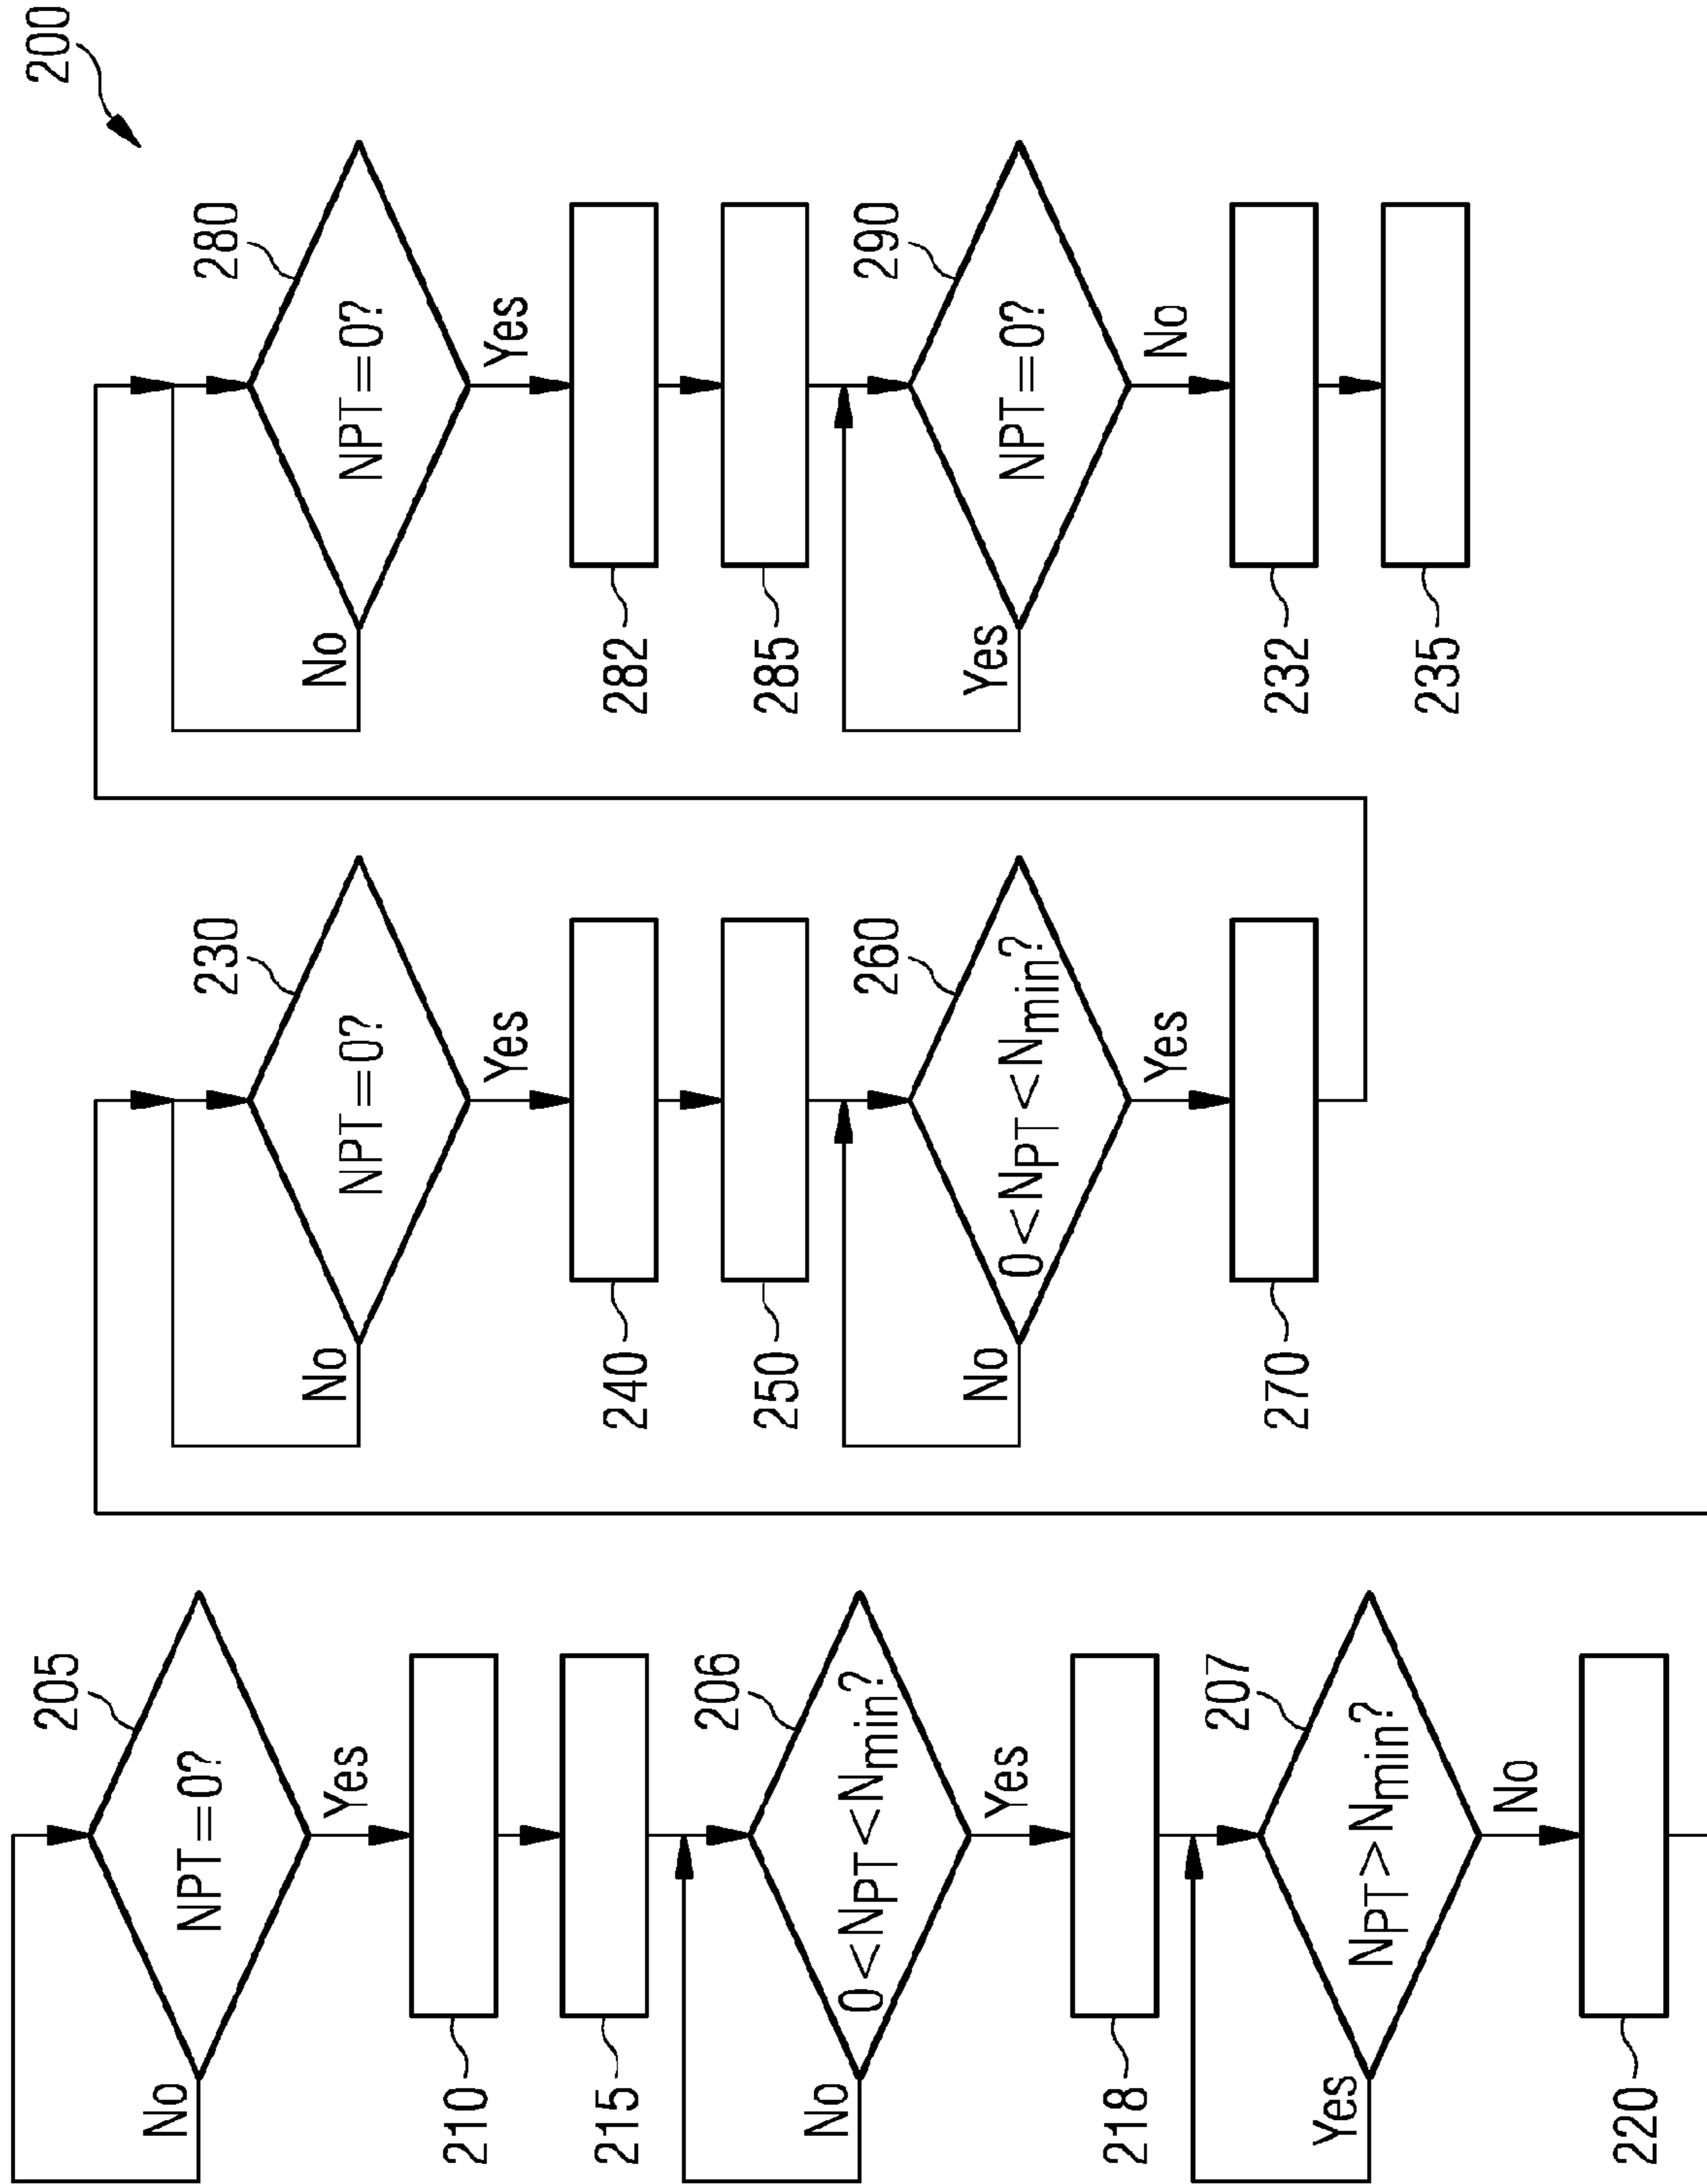 200
205
NPT=0?
No
Yes
210
215
206
0<NPT<Nmin?
No
Yes
218
207
NPT>Nmin?
Yes
No
220
230
NPT=0?
No
Yes
240
250
260
0<NPT<Nmin?
No
Yes
270
280
NPT=0?
No
Yes
282
285
290
NPT=0?
Yes
No
232
235